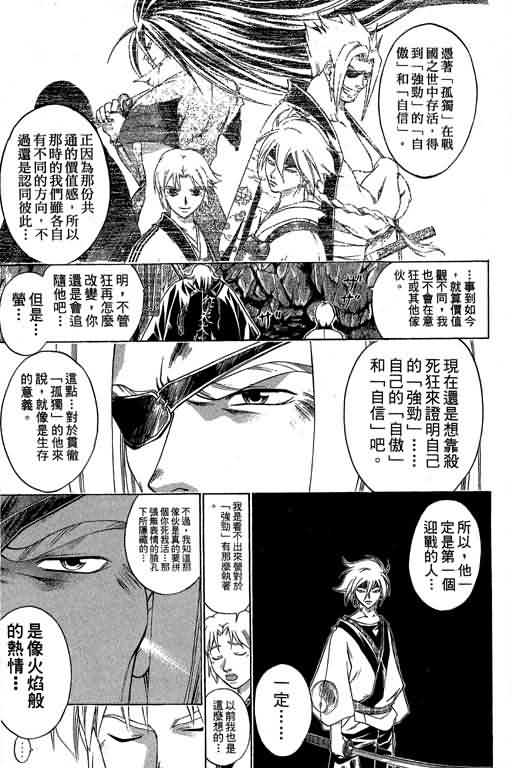 憑著「孤獨」在戰
國之世中存活，得
到「強勁」的「自
傲」和「自信」。
正因為那份共
通的價值感，所以
那時的我們雖各自
有不同的方向，不
過還是認同彼此…
…事到如今
，就算價值
觀不同，我
也不會在意
狂或其他傢
伙。
明，不管
狂再怎麼
改變，你
還是會追
隨他吧…
但是…
螢…
現在還是想靠殺
死狂來證明自己
的「強勁」……
自己的「自傲」
和「自信」吧。
這點…對於貫徹
「孤獨」的他來
說，就像是生存
的意義。
所以，他一
定是第一個
迎戰的人…
一定…
我是看不出來螢對於
「強勁」有那麼執著
以前我也是
這麼想的…
不過，我知道那
傢伙是真的要拼
個你死我活…那
張無表情的臉孔
下所隱藏的…
是像火焰般
的熱情…
……